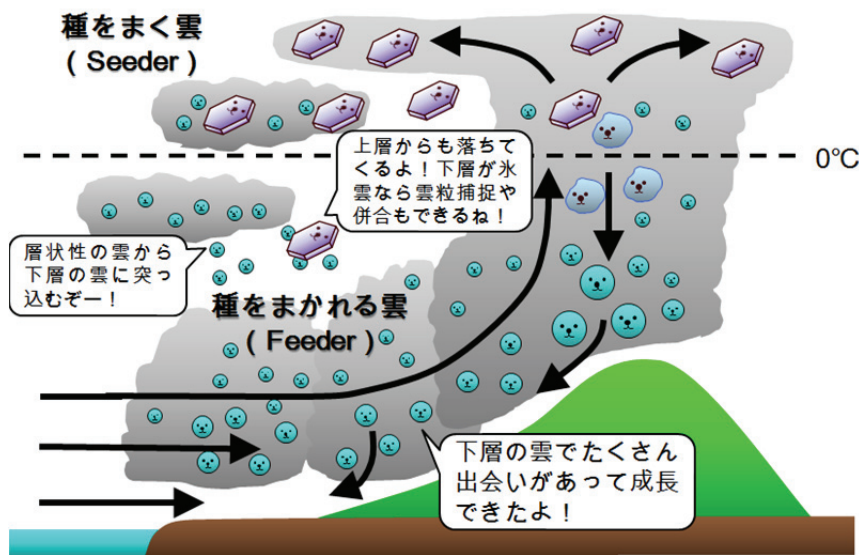 種をまく雲
( Seeder )
上層からも落ちて
くるよ！下層が氷
雲なら雲粒捕捉や
併合もできるね！
0℃
層状性の雲から
下層の雲に突っ
込むぞー！
種をまかれる雲
( Feeder )
下層の雲でたくさん
出会いがあって成長
できたよ！